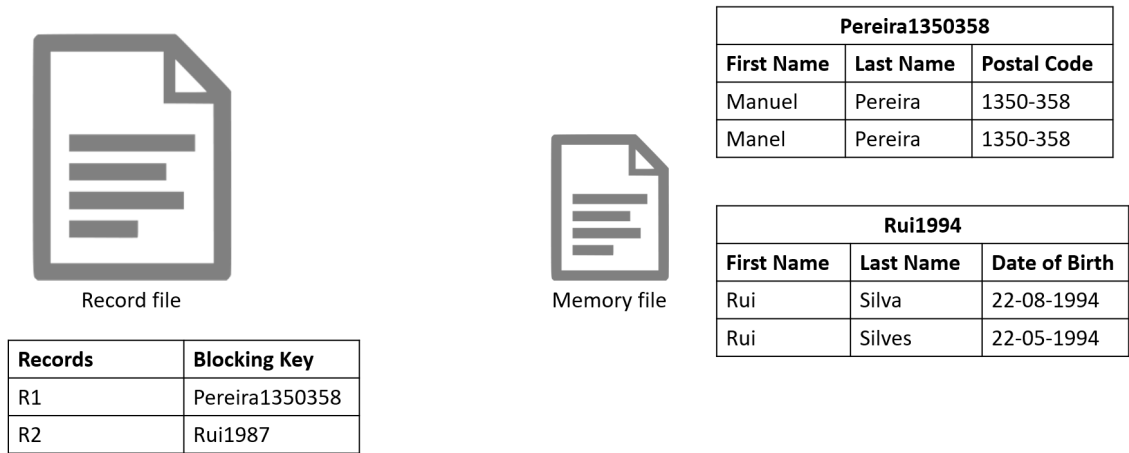 Record file
Records Blocking Key
R1 Pereira1350358
R2 Rui1987
Memory file
Pereira1350358
First Name Last Name Postal Code
Manuel Pereira 1350-358
Manel Pereira 1350-358
Rui1994
First Name Last Name Date of Birth
Rui Silva 22-08-1994
Rui Silves 22-05-1994